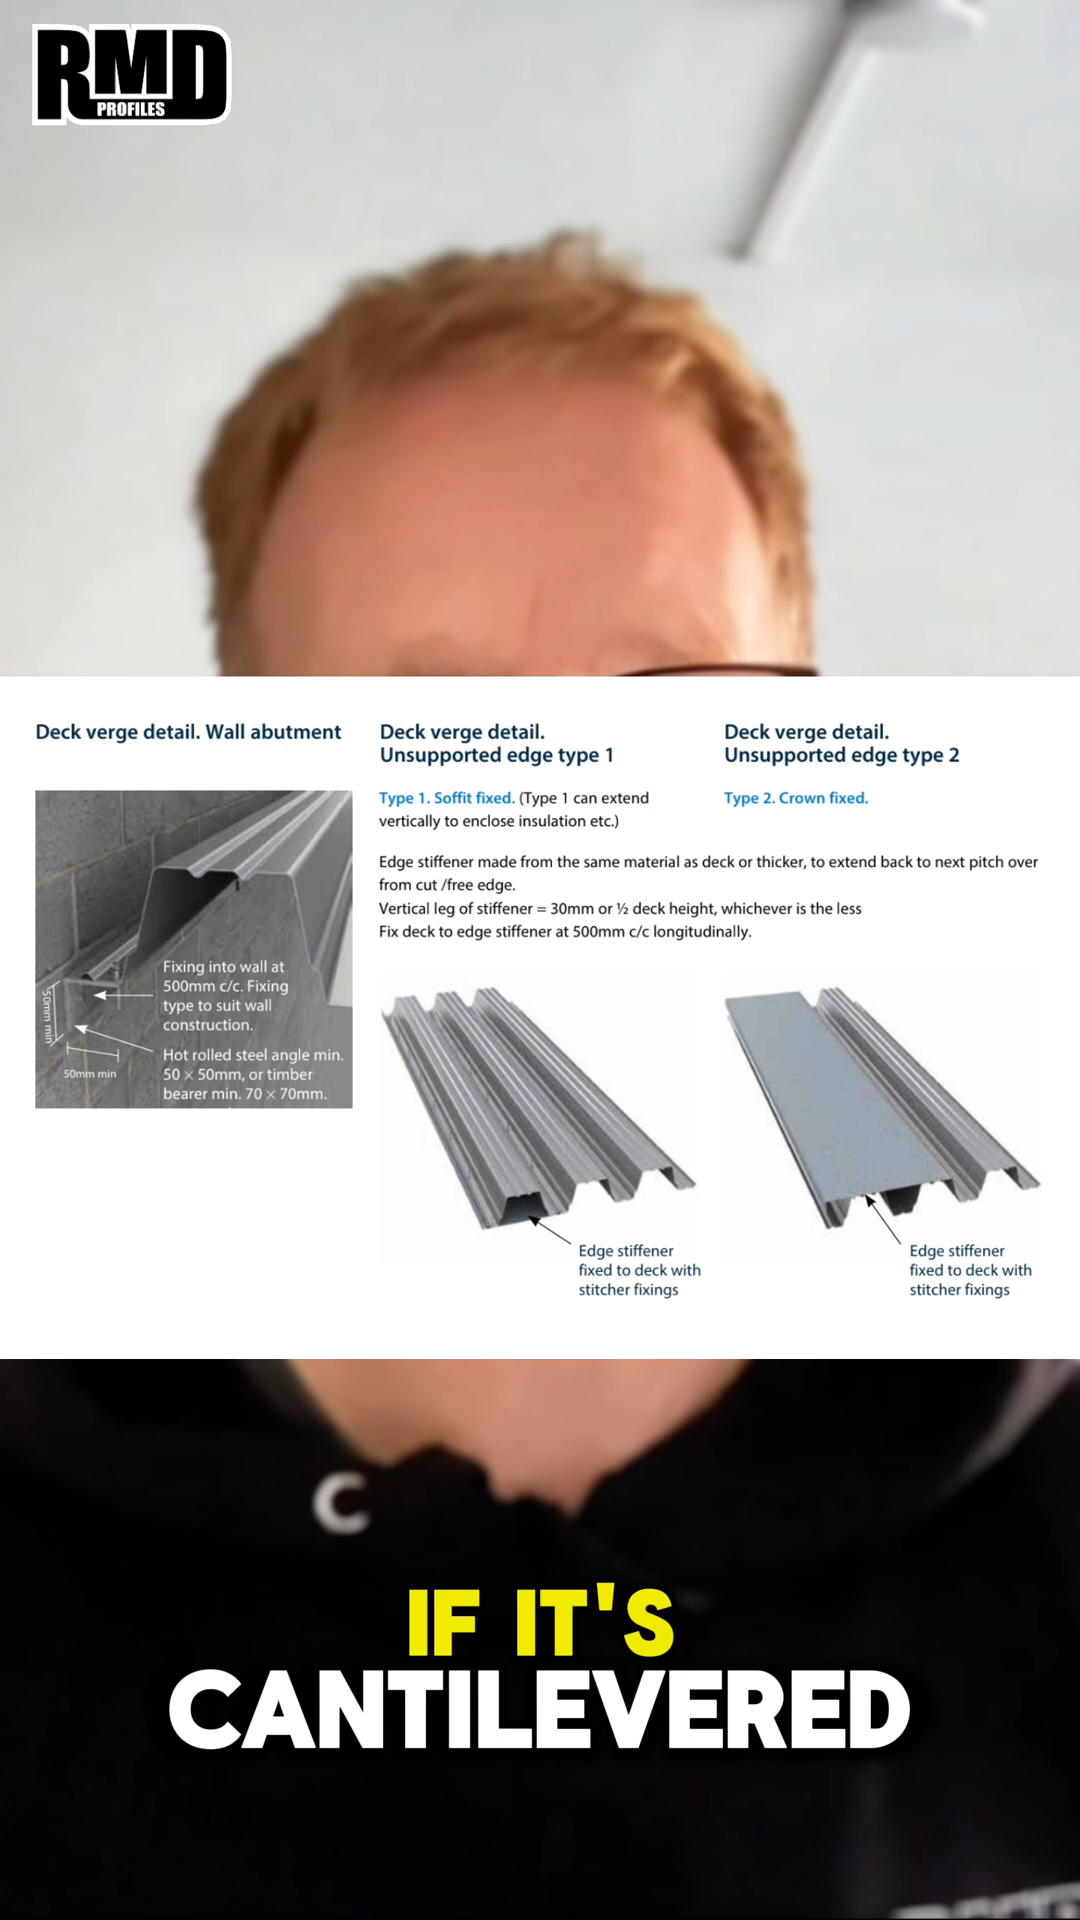 RMD
PROFILES
Deck verge detail. Wall abutment
Fixing into wall at
500mm c/c. Fixing
type to suit wall
construction.
50mm min
Hot rolled steel angle min.
50 × 50mm, or timber
bearer min. 70 × 70mm.
50mm min
Deck verge detail.
Unsupported edge type 1
Type 1. Soffit fixed. (Type 1 can extend
vertically to enclose insulation etc.)
Deck verge detail.
Unsupported edge type 2
Type 2. Crown fixed.
Edge stiffener made from the same material as deck or thicker, to extend back to next pitch over
from cut /free edge.
Vertical leg of stiffener = 30mm or ½ deck height, whichever is the less
Fix deck to edge stiffener at 500mm c/c longitudinally.
Edge stiffener
fixed to deck with
stitcher fixings
Edge stiffener
fixed to deck with
stitcher fixings
C
IF IT'S
CANTILEVERED